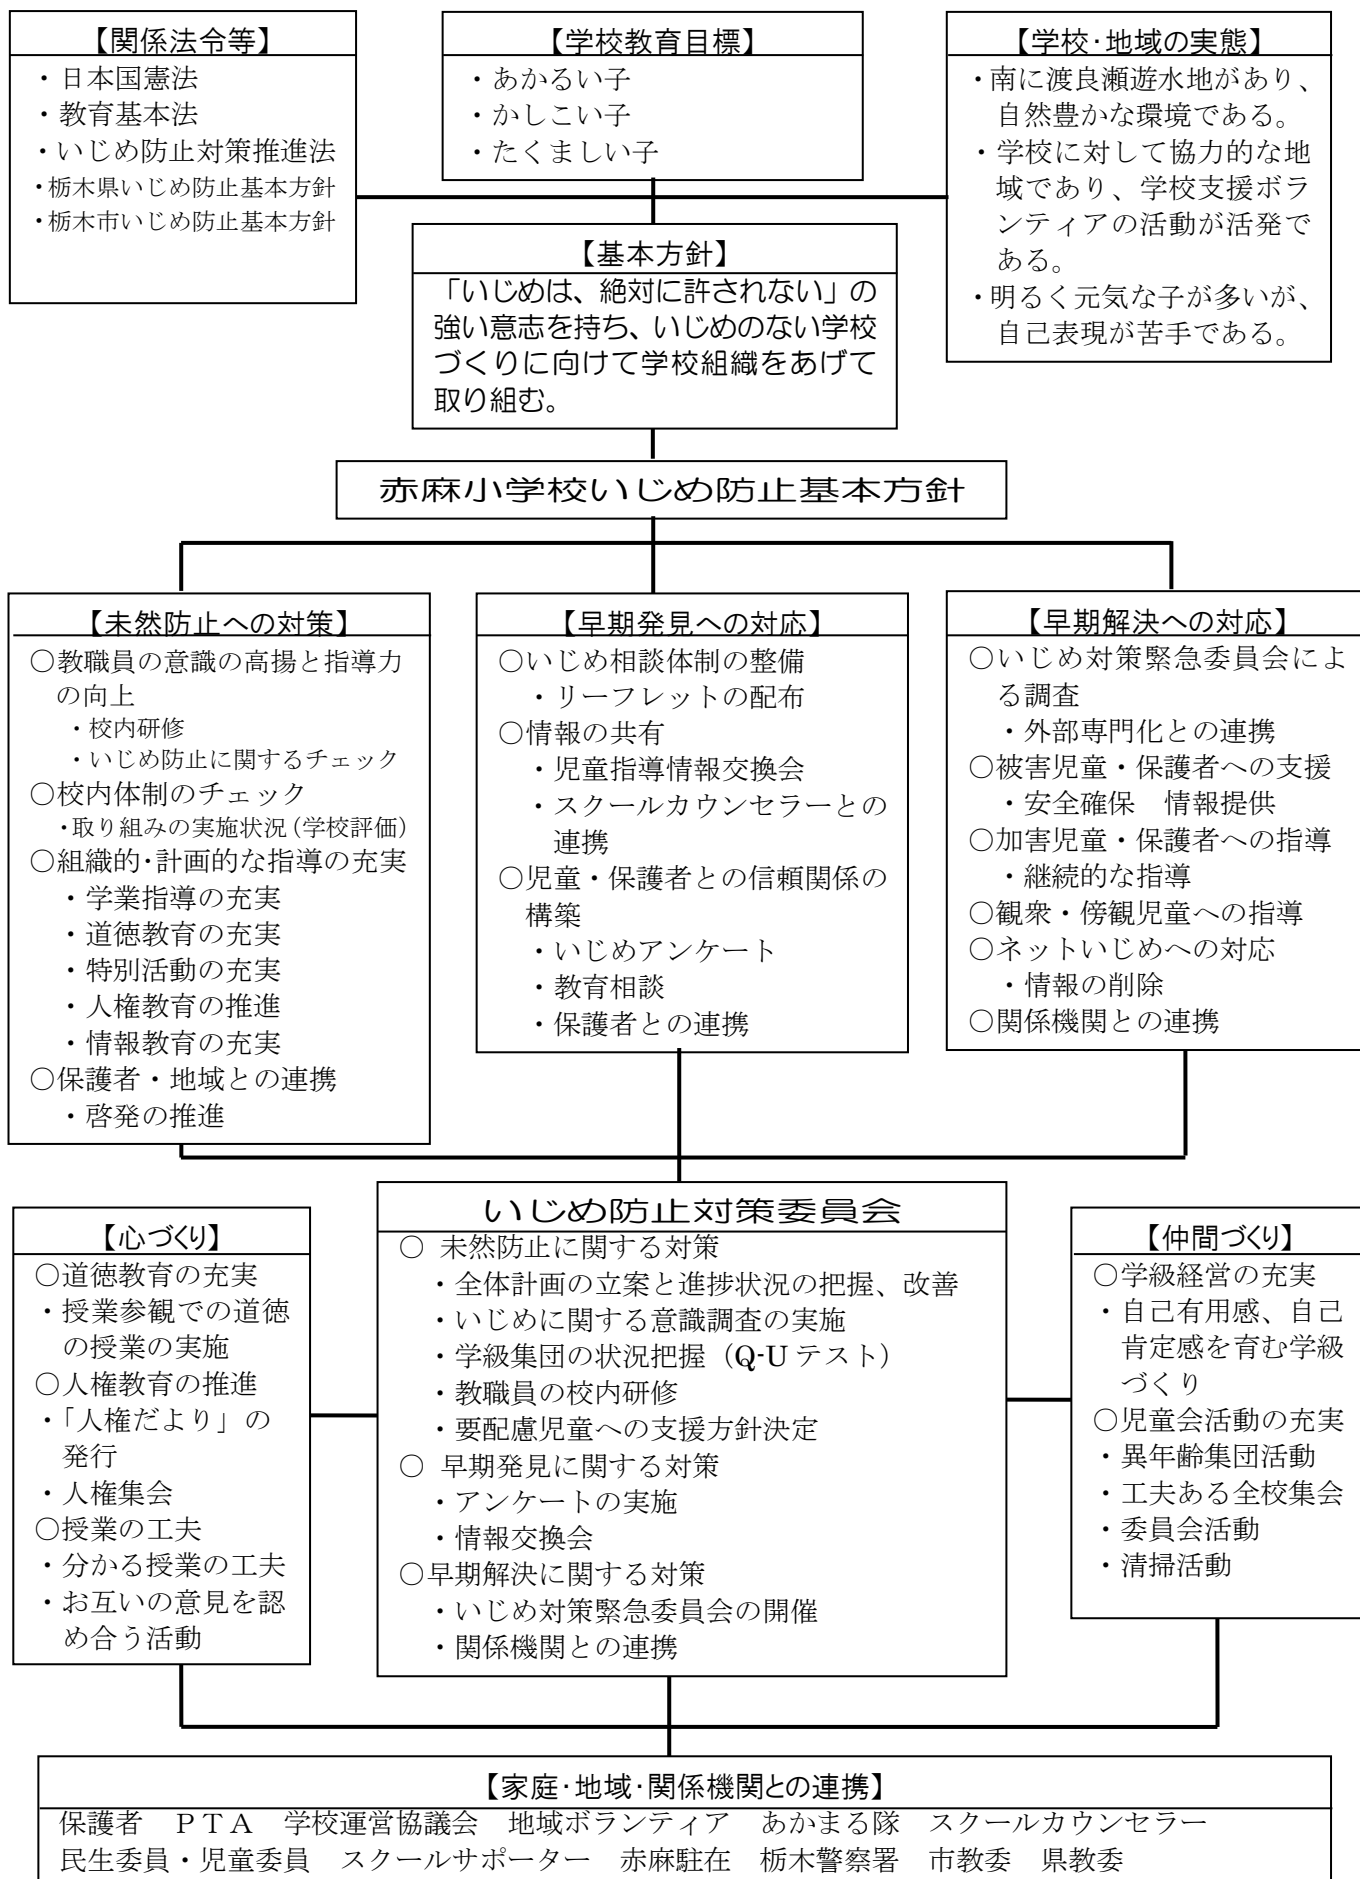 【関係法令等】
・日本国憲法
・教育基本法
・いじめ防止対策推進法
・栃木県いじめ防止基本方針
・栃木市いじめ防止基本方針
【学校教育目標】
・あかるい子
・かしこい子
・たくましい子
【学校・地域の実態】
・南に渡良瀬遊水地があり、
自然豊かな環境である。
・学校に対して協力的な地
域であり、学校支援ボラ
ンティアの活動が活発で
ある。
・明るく元気な子が多いが、
自己表現が苦手である。
【基本方針】
「いじめは、絶対に許されない」の
強い意志を持ち、いじめのない学校
づくりに向けて学校組織をあげて
取り組む。
赤麻小学校いじめ防止基本方針
【未然防止への対策】
○教職員の意識の高揚と指導力
の向上
・校内研修
・いじめ防止に関するチェック
○校内体制のチェック
・取り組みの実施状況(学校評価)
○組織的・計画的な指導の充実
・学業指導の充実
・道徳教育の充実
・特別活動の充実
・人権教育の推進
・情報教育の充実
○保護者・地域との連携
・啓発の推進
【早期発見への対応】
○いじめ相談体制の整備
・リーフレットの配布
○情報の共有
・児童指導情報交換会
・スクールカウンセラーとの
連携
○児童・保護者との信頼関係の
構築
・いじめアンケート
・教育相談
・保護者との連携
【早期解決への対応】
○いじめ対策緊急委員会によ
る調査
・外部専門化との連携
○被害児童・保護者への支援
・安全確保　情報提供
○加害児童・保護者への指導
・継続的な指導
○観衆・傍観児童への指導
○ネットいじめへの対応
・情報の削除
○関係機関との連携
【心づくり】
○道徳教育の充実
・授業参観での道徳
の授業の実施
○人権教育の推進
・「人権だより」の
発行
・人権集会
○授業の工夫
・分かる授業の工夫
・お互いの意見を認
め合う活動
いじめ防止対策委員会
○ 未然防止に関する対策
・全体計画の立案と進捗状況の把握、改善
・いじめに関する意識調査の実施
・学級集団の状況把握（Q-Uテスト）
・教職員の校内研修
・要配慮児童への支援方針決定
○ 早期発見に関する対策
・アンケートの実施
・情報交換会
○早期解決に関する対策
・いじめ対策緊急委員会の開催
・関係機関との連携
【仲間づくり】
○学級経営の充実
・自己有用感、自己
肯定感を育む学級
づくり
○児童会活動の充実
・異年齢集団活動
・工夫ある全校集会
・委員会活動
・清掃活動
【家庭・地域・関係機関との連携】
保護者　ＰＴＡ　学校運営協議会　地域ボランティア　あかまる隊　スクールカウンセラー
民生委員・児童委員　スクールサポーター　赤麻駐在　栃木警察署　市教委　県教委